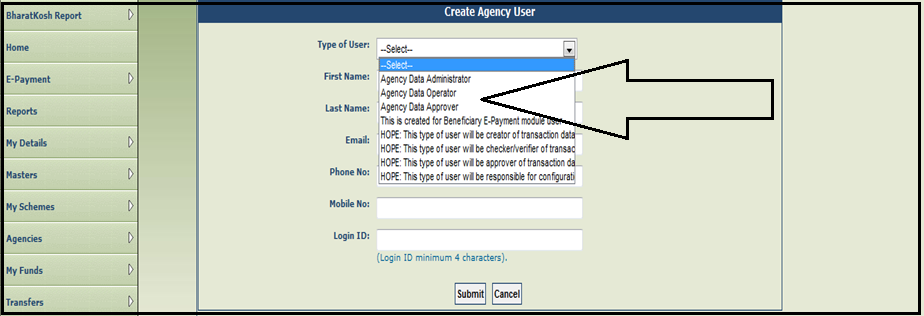 BharatKosh Report
Home
E-Payment
Reports
My Details
Masters
My Schemes
Agencies
My Funds
Transfers
Create Agency User
Type of User:
--Select--
--Select--
Agency Data Administrator
Agency Data Operator
Agency Data Approver
This is created for Beneficiary E-Payment module user
HOPE: This type of user will be creator of transaction data
HOPE: This type of user will be checker/verifier of transac
HOPE: This type of user will be approver of transaction da
HOPE: This type of user will be responsible for configurati
First Name:
Last Name:
Email:
Phone No:
Mobile No:
Login ID:
(Login ID minimum 4 characters).
Submit Cancel